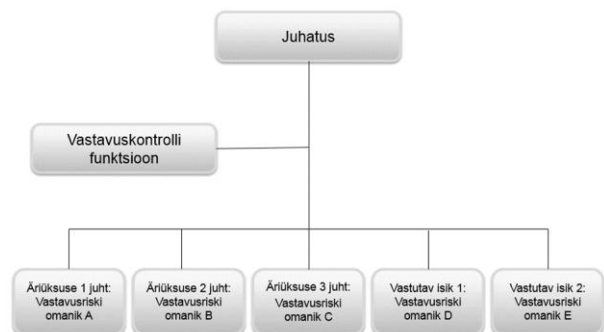 Juhatus
Vastavuskontrolli
funktsioon
Äriüksuse 1 juht:
Vastavusriski
omanik A
Äriüksuse 2 juht:
Vastavusriski
omanik B
Äriüksuse 3 juht:
Vastavusriski
omanik C
Vastutav isik 1:
Vastavusriski
omanik D
Vastutav isik 2:
Vastavusriski
omanik E